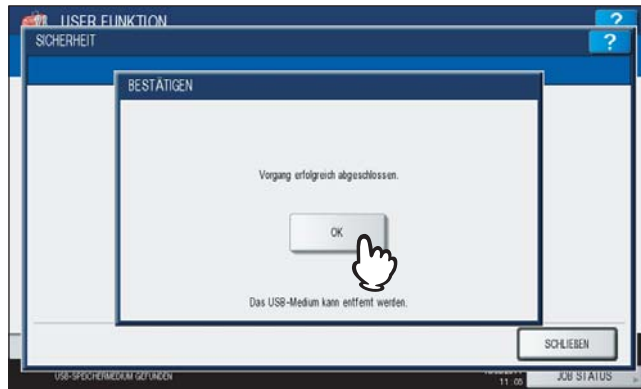 USER FUNKTION
?
SICHERHEIT
?
BESTÄTIGEN
Vorgang erfolgreich abgeschlossen.
OK
Das USB-Medium kann entfernt werden.
SCHLIEßEN
USB-SPEICHERMEDIUM GEFUNDEN
11:05
JOB STATUS